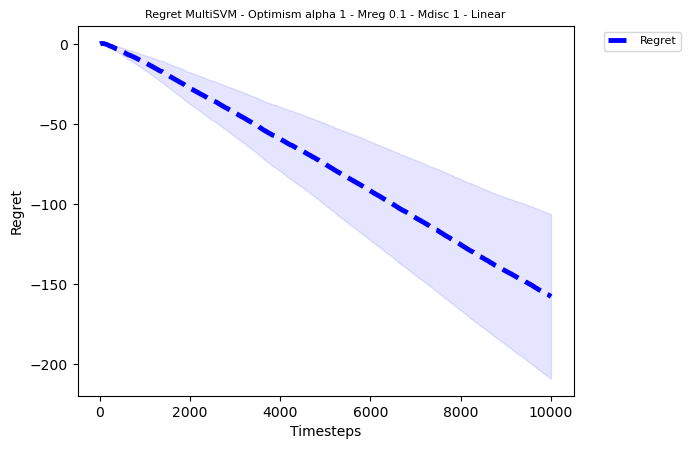 Regret MultiSVM - Optimism alpha 1 - Mreg 0.1 - Mdisc 1 - Linear
Regret
0
−50
−100
−150
−200
Regret
0 2000 4000 6000 8000 10000
Timesteps